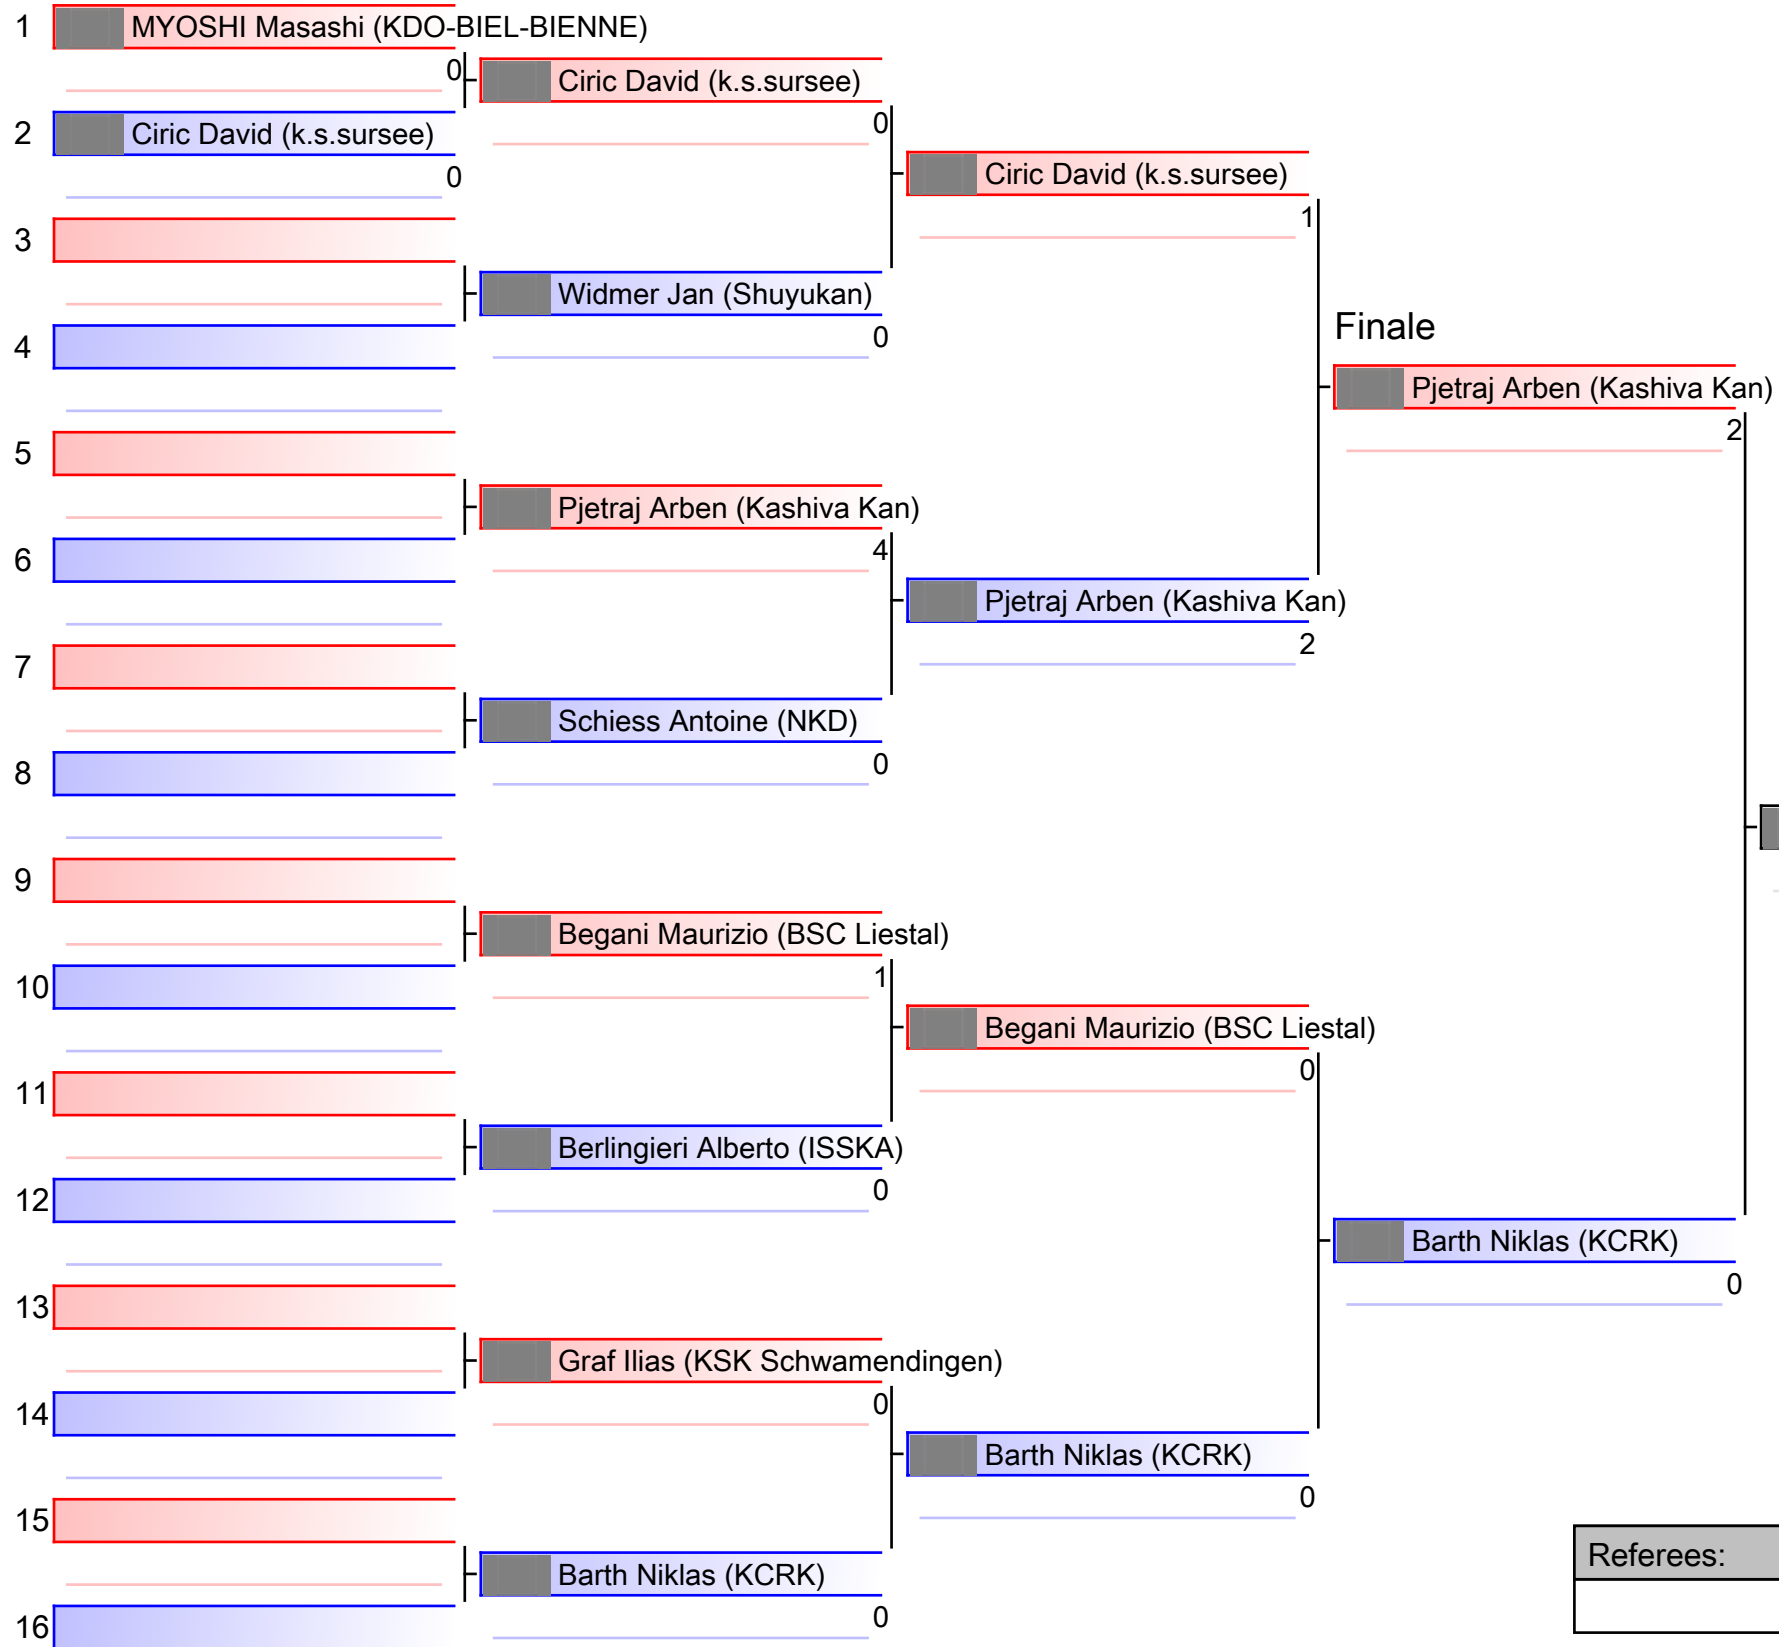 1 MYOSHI Masashi (KDO-BIEL-BIENNE)
0
Ciric David (k.s.sursee)
0
2 Ciric David (k.s.sursee)
0
Ciric David (k.s.sursee)
1
3
Widmer Jan (Shuyukan)
0
4
Finale
Pjetraj Arben (Kashiva Kan)
2
5
Pjetraj Arben (Kashiva Kan)
4
6
Pjetraj Arben (Kashiva Kan)
2
7
Schiess Antoine (NKD)
0
8
9
Begani Maurizio (BSC Liestal)
1
10
Begani Maurizio (BSC Liestal)
0
11
Berlingieri Alberto (ISSKA)
0
12
Barth Niklas (KCRK)
0
13
Graf Ilias (KSK Schwamendingen)
0
14
Barth Niklas (KCRK)
0
15
Referees:
Barth Niklas (KCRK)
0
16